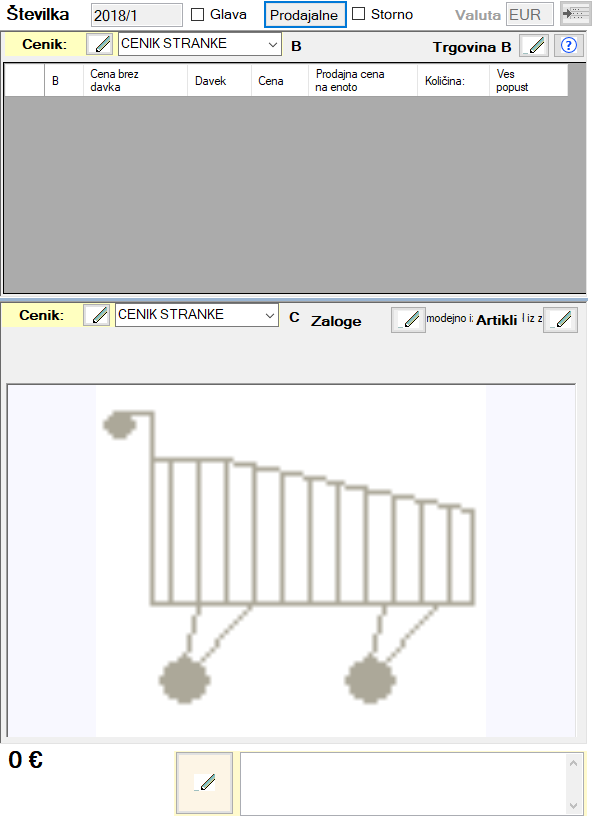 Številka 2018/1 Glava Prodajalne Storno Valuta EUR
Cenik: CENIK STRANKE B Trgovina B ?
B Cena brez davka Davek Cena Prodajna cena na enoto Količina: Ves popust
Cenik: CENIK STRANKE C Zaloge modejno i: Artikli l iz z
0 €